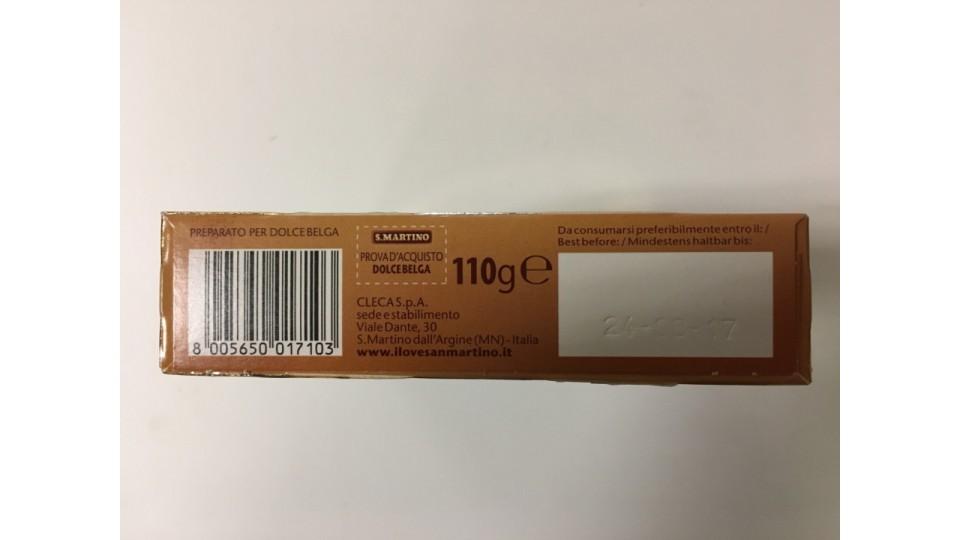 PREPARATO PER DOLCE BELGA
8 005650 017103
S.MARTINO
PROVA D'ACQUISTO
DOLCE BELGA
110g e
CLECA S.p.A.
sede e stabilimento
Viale Dante, 30
S.Martino dall'Argine (MN) - Italia
www.ilovesanmartino.it
Da consumarsi preferibilmente entro il: /
Best before: / Mindestens haltbar bis: